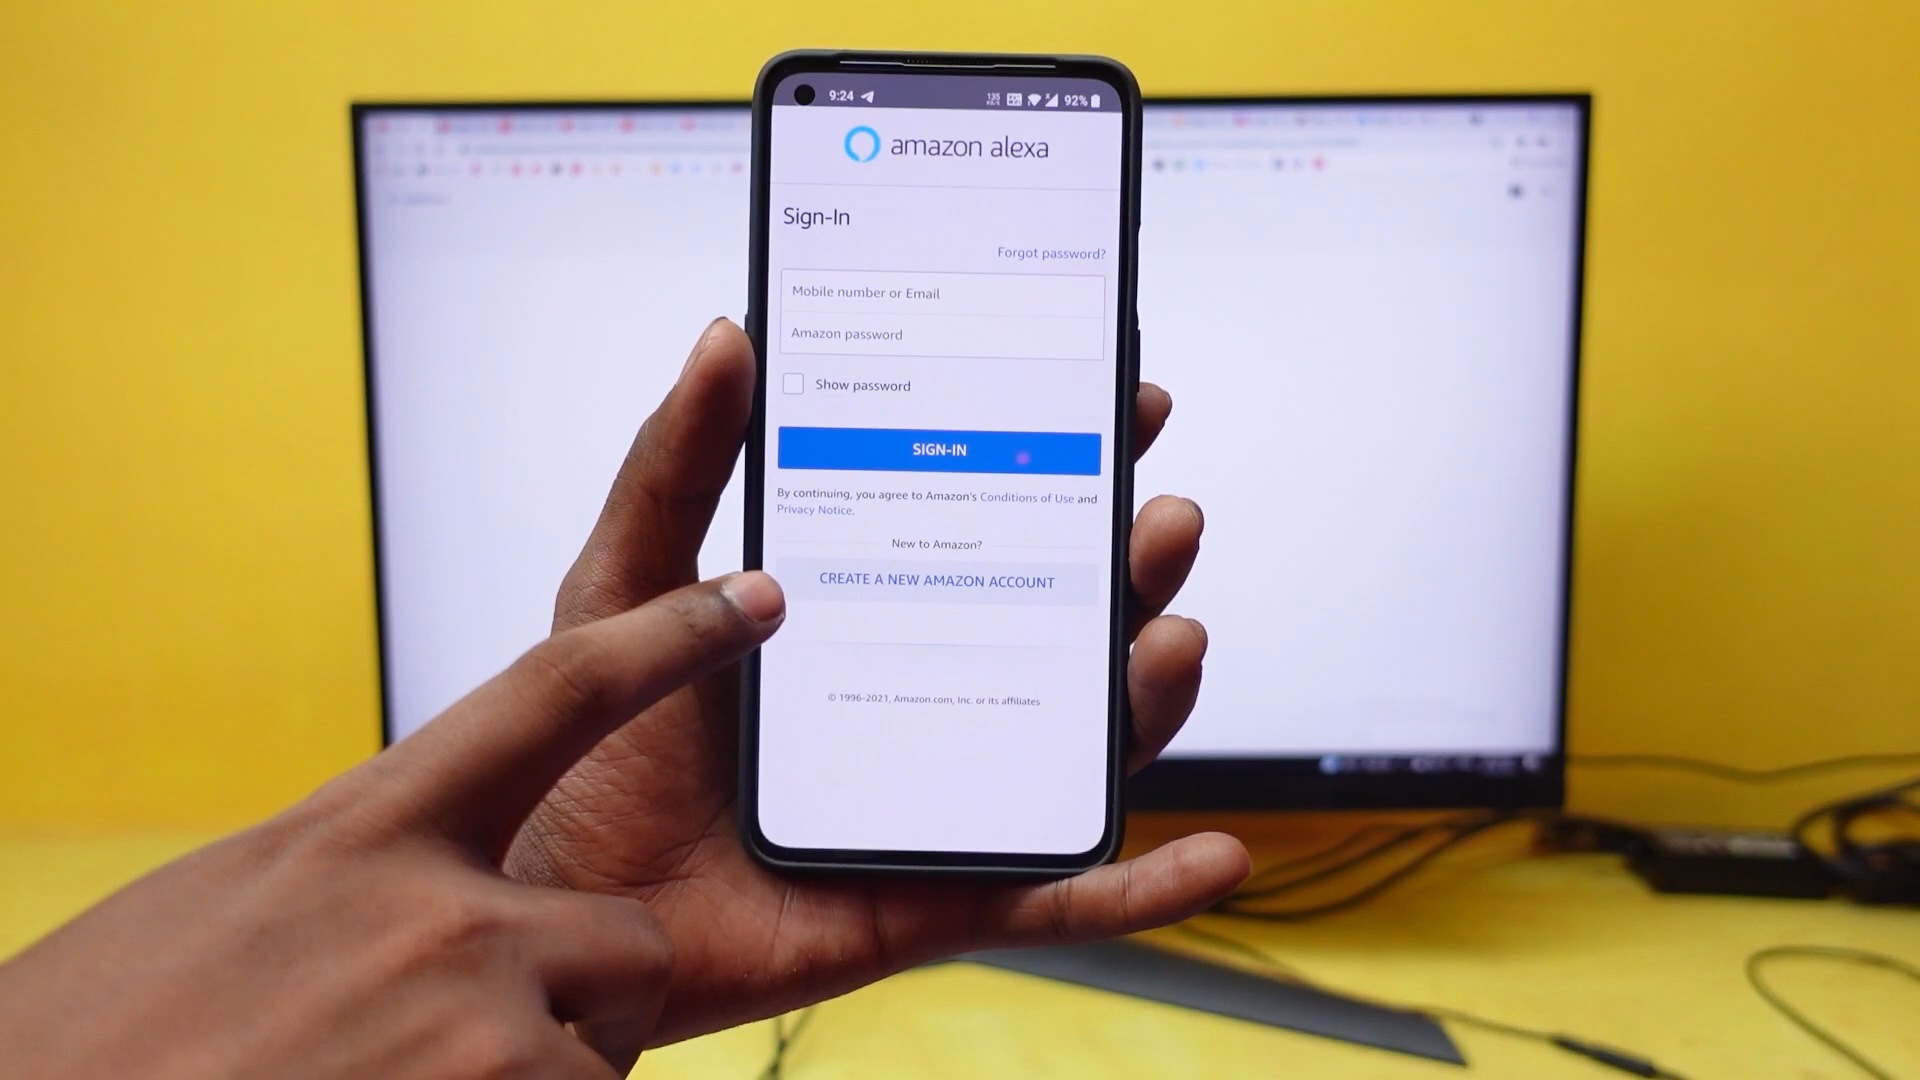 9:24
135
KB/S
92%
amazon alexa
Sign-In
Forgot password?
Mobile number or Email
Amazon password
Show password
SIGN-IN
By continuing, you agree to Amazon's Conditions of Use and
Privacy Notice.
New to Amazon?
CREATE A NEW AMAZON ACCOUNT
© 1996-2021, Amazon.com, Inc. or its affiliates